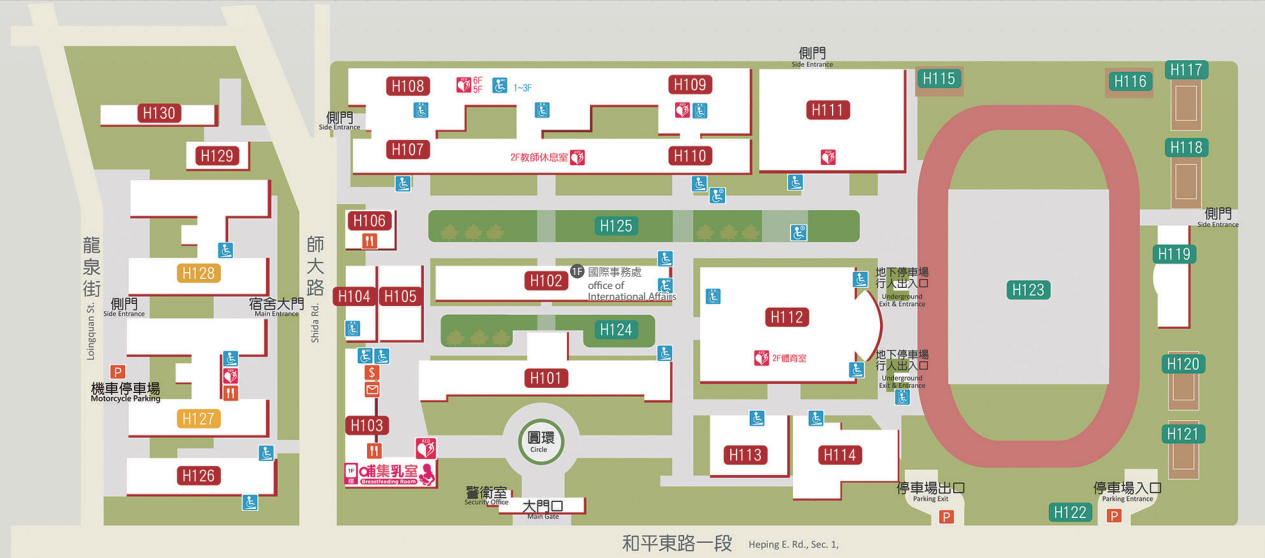 側門
Side Entrance
H108
6F
5F
1~3F
H109
H115
H116
H117
H130
側門
Side Entrance
H111
H129
H107
2F教師休息室
H110
H118
H106
H125
側門
Side Entrance
龍泉街
Loingquan St.
師大路
Shida Rd.
H128
H102
1F 國際事務處
office of
International Affairs
地下停車場
行人出入口
Underground
Exit & Entrance
H119
側門
Side Entrance
宿舍大門
Main Entrance
H104
H105
H123
H112
H124
2F體育室
地下停車場
行人出入口
Underground
Exit & Entrance
H120
P
機車停車場
Motorcycle Parking
$
H101
H127
H103
AED
圓環
Circle
H113
H114
H121
H126
1F
哺集乳室
Breastfeeding Room
警衛室
Security Office
大門口
Main Gate
停車場出口
Parking Exit
P
H122
停車場入口
Parking Entrance
P
和平東路一段 Heping E. Rd., Sec. 1,